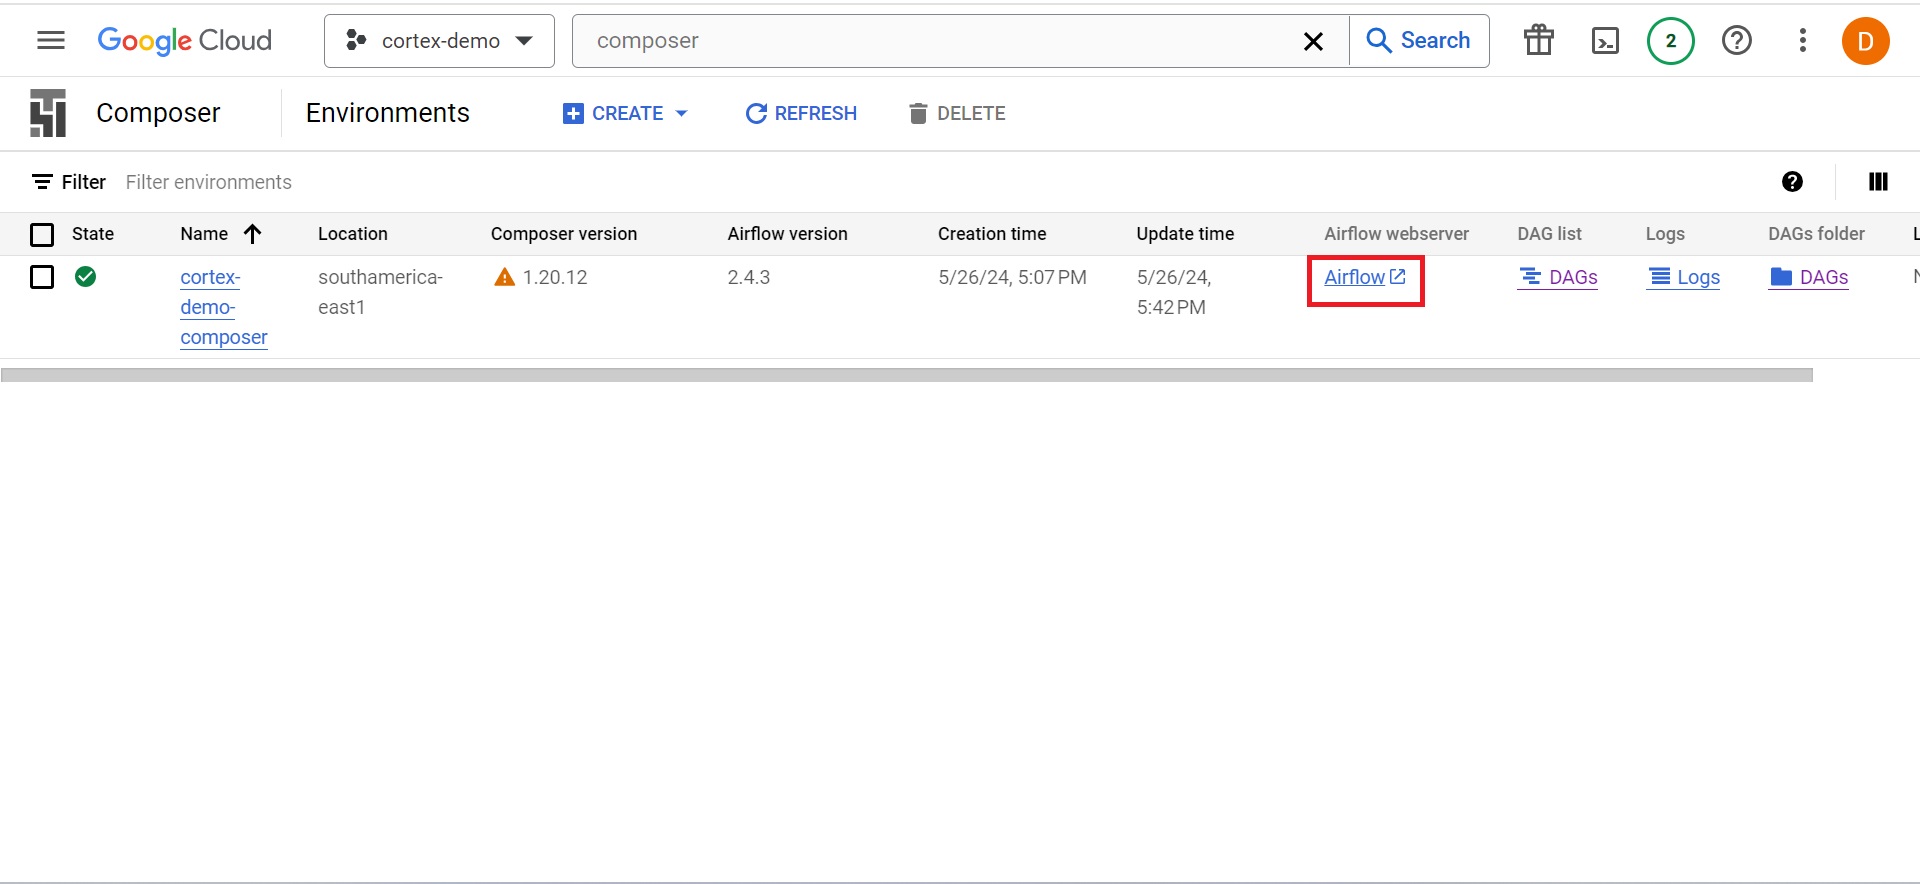 Google Cloud cortex-demo composer Search 2 D
Composer Environments CREATE REFRESH DELETE
Filter Filter environments
State Name Location Composer version Airflow version Creation time Update time Airflow webserver DAG list Logs DAGs folder
cortex- southamerica- 1.20.12 2.4.3 5/26/24, 5:07 PM 5/26/24, Airflow DAGs Logs DAGs
demo- east1 5:42 PM
composer